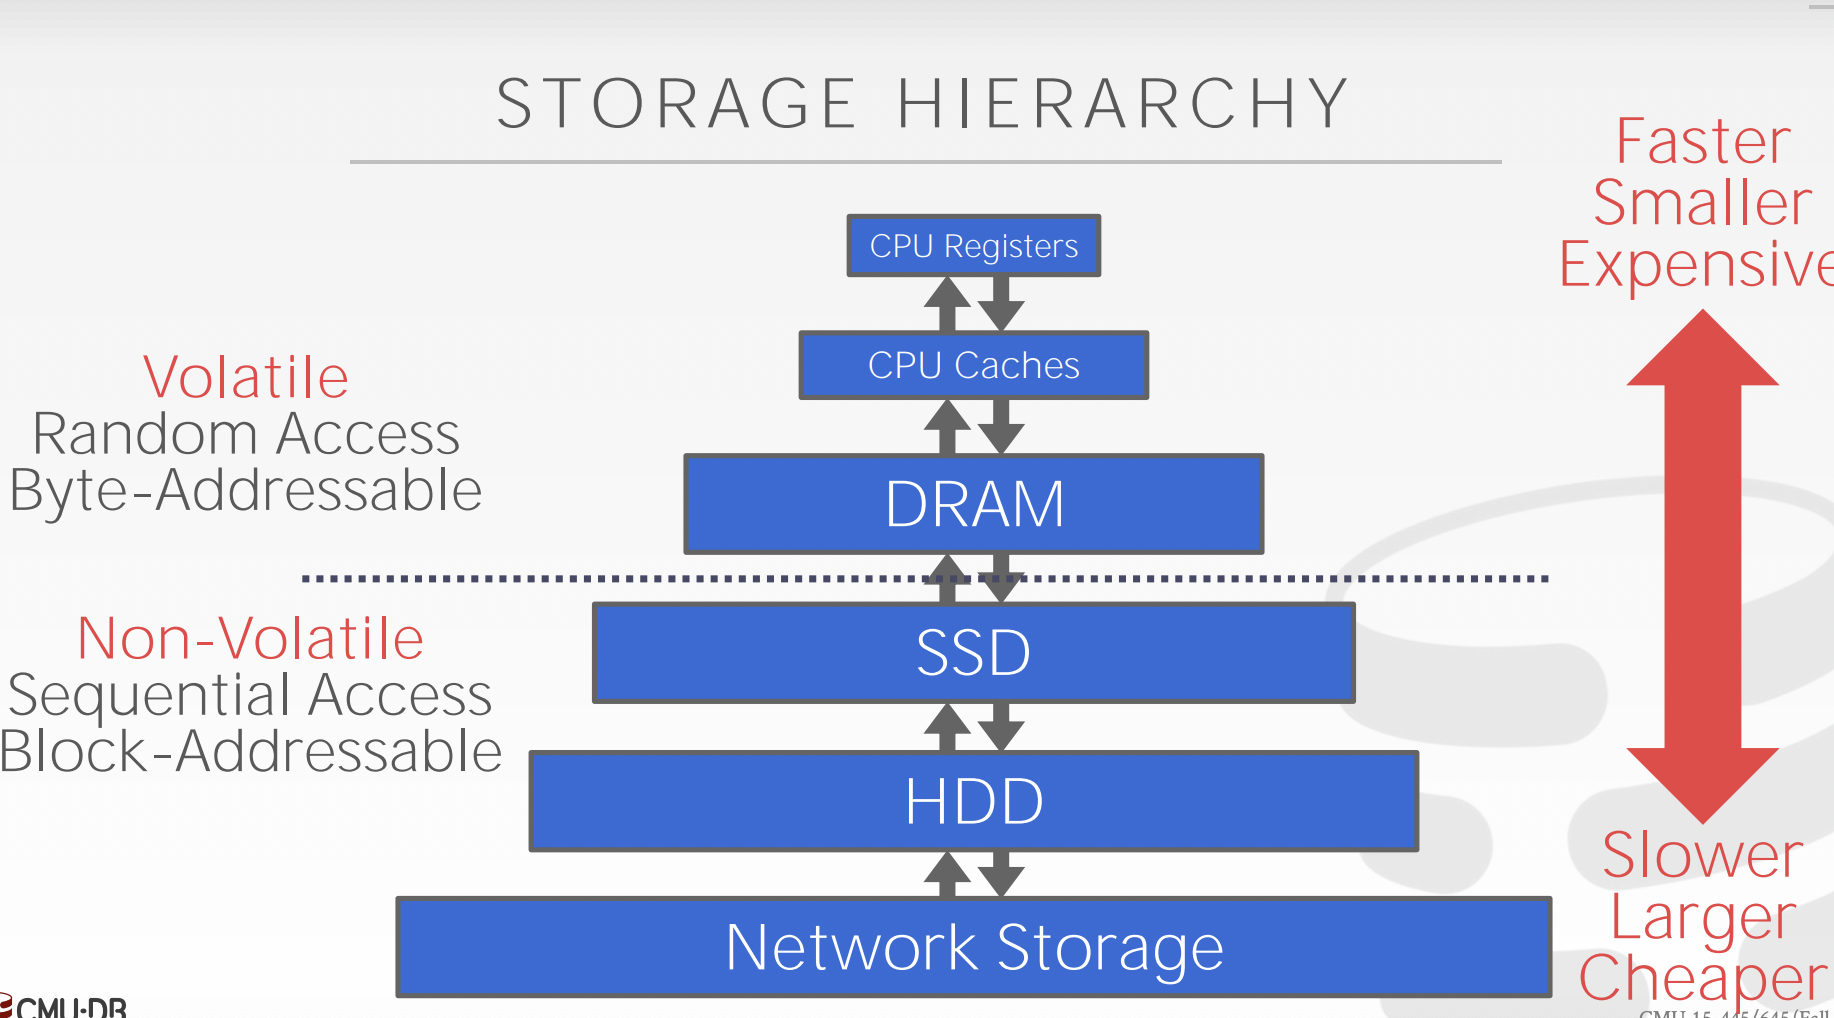 STORAGE HIERARCHY
Faster
Smaller
Expensive
CPU Registers
CPU Caches
Volatile
Random Access
Byte-Addressable
DRAM
Non-Volatile
Sequential Access
Block-Addressable
SSD
HDD
Network Storage
Slower
Larger
Cheaper
CMU·DB
CMU 15-445/645 (Fall